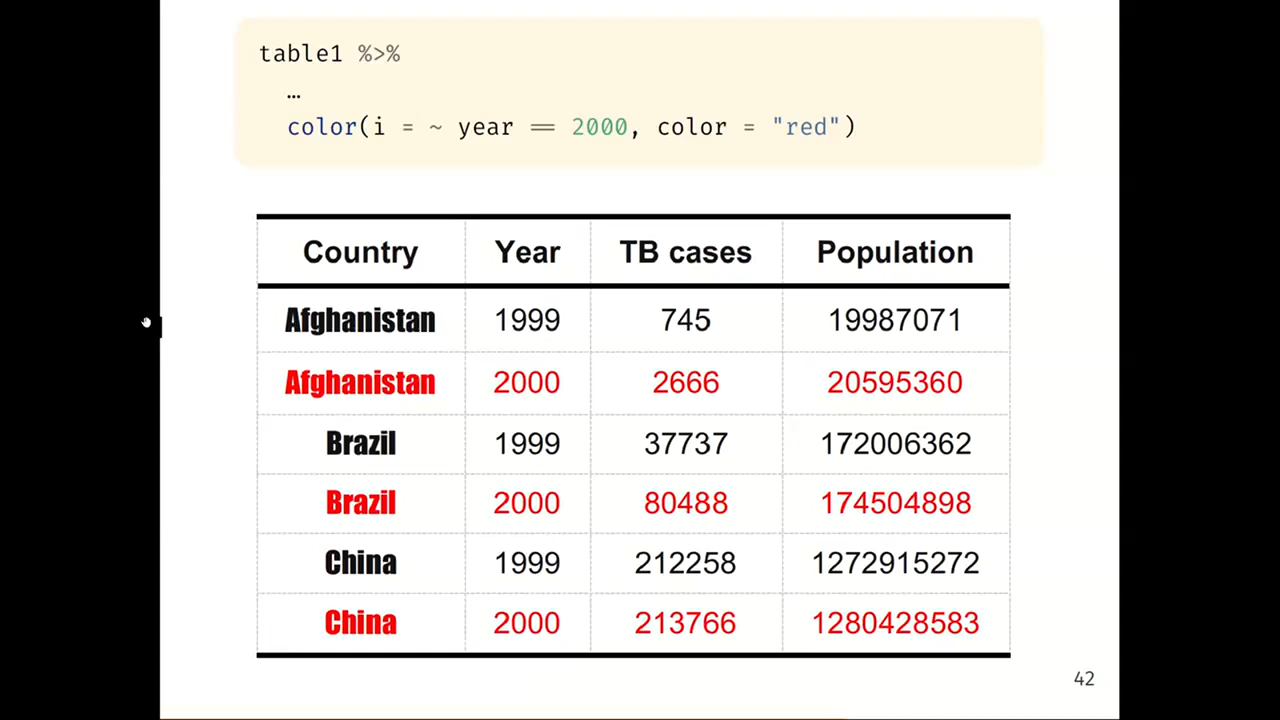 table1 %>%
…
color(i = ~ year == 2000, color = "red")
Country Year TB cases Population
Afghanistan 1999 745 19987071
Afghanistan 2000 2666 20595360
Brazil 1999 37737 172006362
Brazil 2000 80488 174504898
China 1999 212258 1272915272
China 2000 213766 1280428583
42